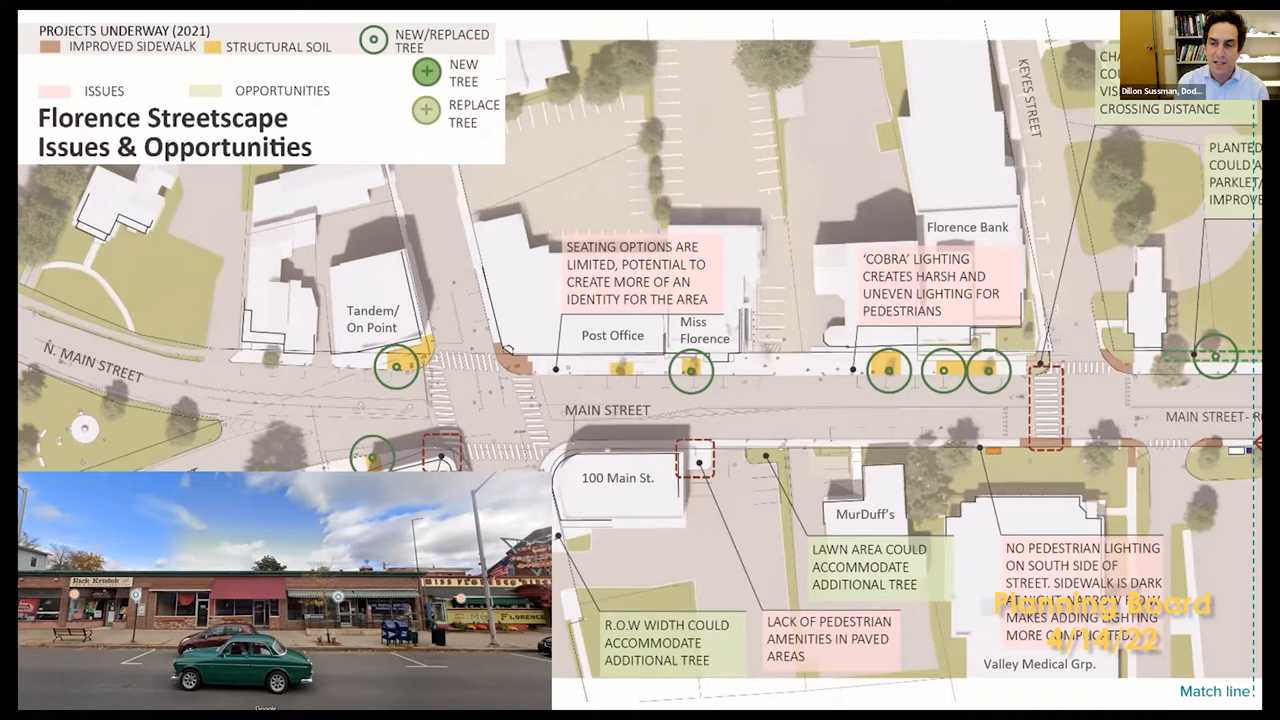 PROJECTS UNDERWAY (2021)
IMPROVED SIDEWALK
STRUCTURAL SOIL
NEW/REPLACED
TREE
NEW
TREE
REPLACE
TREE
ISSUES
OPPORTUNITIES
Florence Streetscape
Issues & Opportunities
Dillon Sussman, Dod...
VIS
CROSSING DISTANCE
PLANTED
COULD A
PARKLET/
IMPROVE
KEYES STREET
SEATING OPTIONS ARE
LIMITED, POTENTIAL TO
CREATE MORE OF AN
IDENTITY FOR THE AREA
Florence Bank
'COBRA' LIGHTING
CREATES HARSH AND
UNEVEN LIGHTING FOR
PEDESTRIANS
Tandem/
On Point
Post Office
Miss
Florence
N. MAIN STREET
MAIN STREET
MAIN STREET- R
100 Main St.
MurDuff's
LAWN AREA COULD
ACCOMMODATE
ADDITIONAL TREE
NO PEDESTRIAN LIGHTING
ON SOUTH SIDE OF
STREET. SIDEWALK IS DARK
AT NIGHT. NARROW
MAKES ADDING LIGHTING
MORE COMPLICATED.
Planning Board
4/14/22
R.O.W WIDTH COULD
ACCOMMODATE
ADDITIONAL TREE
LACK OF PEDESTRIAN
AMENITIES IN PAVED
AREAS
Valley Medical Grp.
Match line
FLORENCE
Google